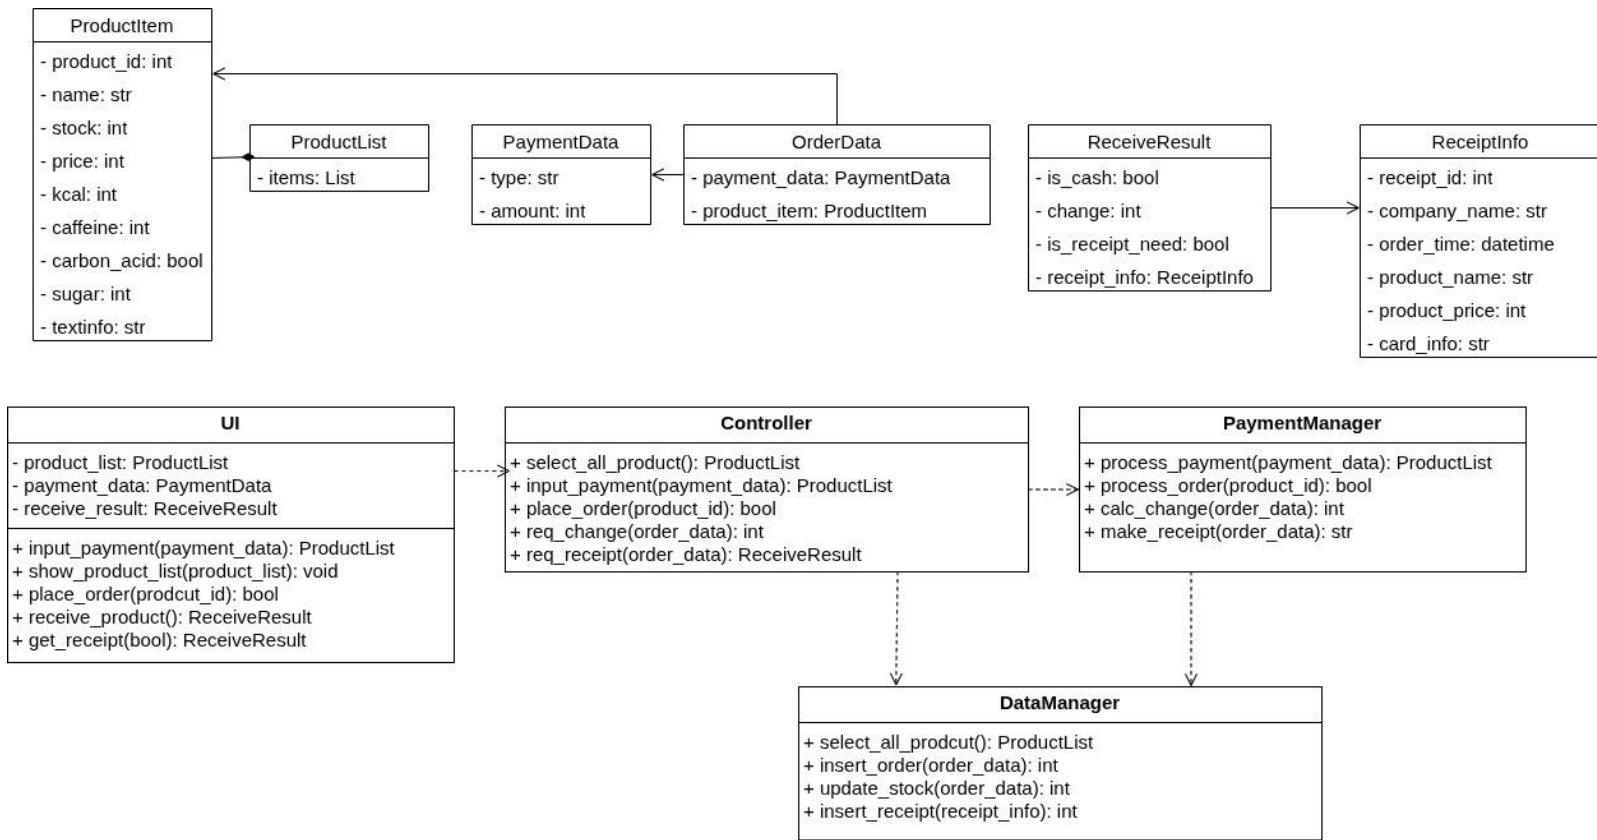 ProductItem
- product_id: int
- name: str
- stock: int
- price: int
- kcal: int
- caffeine: int
- carbon_acid: bool
- sugar: int
- textinfo: str
ProductList
- items: List
PaymentData
- type: str
- amount: int
OrderData
- payment_data: PaymentData
- product_item: ProductItem
ReceiveResult
- is_cash: bool
- change: int
- is_receipt_need: bool
- receipt_info: ReceiptInfo
ReceiptInfo
- receipt_id: int
- company_name: str
- order_time: datetime
- product_name: str
- product_price: int
- card_info: str
UI
- product_list: ProductList
- payment_data: PaymentData
- receive_result: ReceiveResult
+ input_payment(payment_data): ProductList
+ show_product_list(product_list): void
+ place_order(prodcut_id): bool
+ receive_product(): ReceiveResult
+ get_receipt(bool): ReceiveResult
Controller
+ select_all_product(): ProductList
+ input_payment(payment_data): ProductList
+ place_order(product_id): bool
+ req_change(order_data): int
+ req_receipt(order_data): ReceiveResult
PaymentManager
+ process_payment(payment_data): ProductList
+ process_order(product_id): bool
+ calc_change(order_data): int
+ make_receipt(order_data): str
DataManager
+ select_all_prodcut(): ProductList
+ insert_order(order_data): int
+ update_stock(order_data): int
+ insert_receipt(receipt_info): int